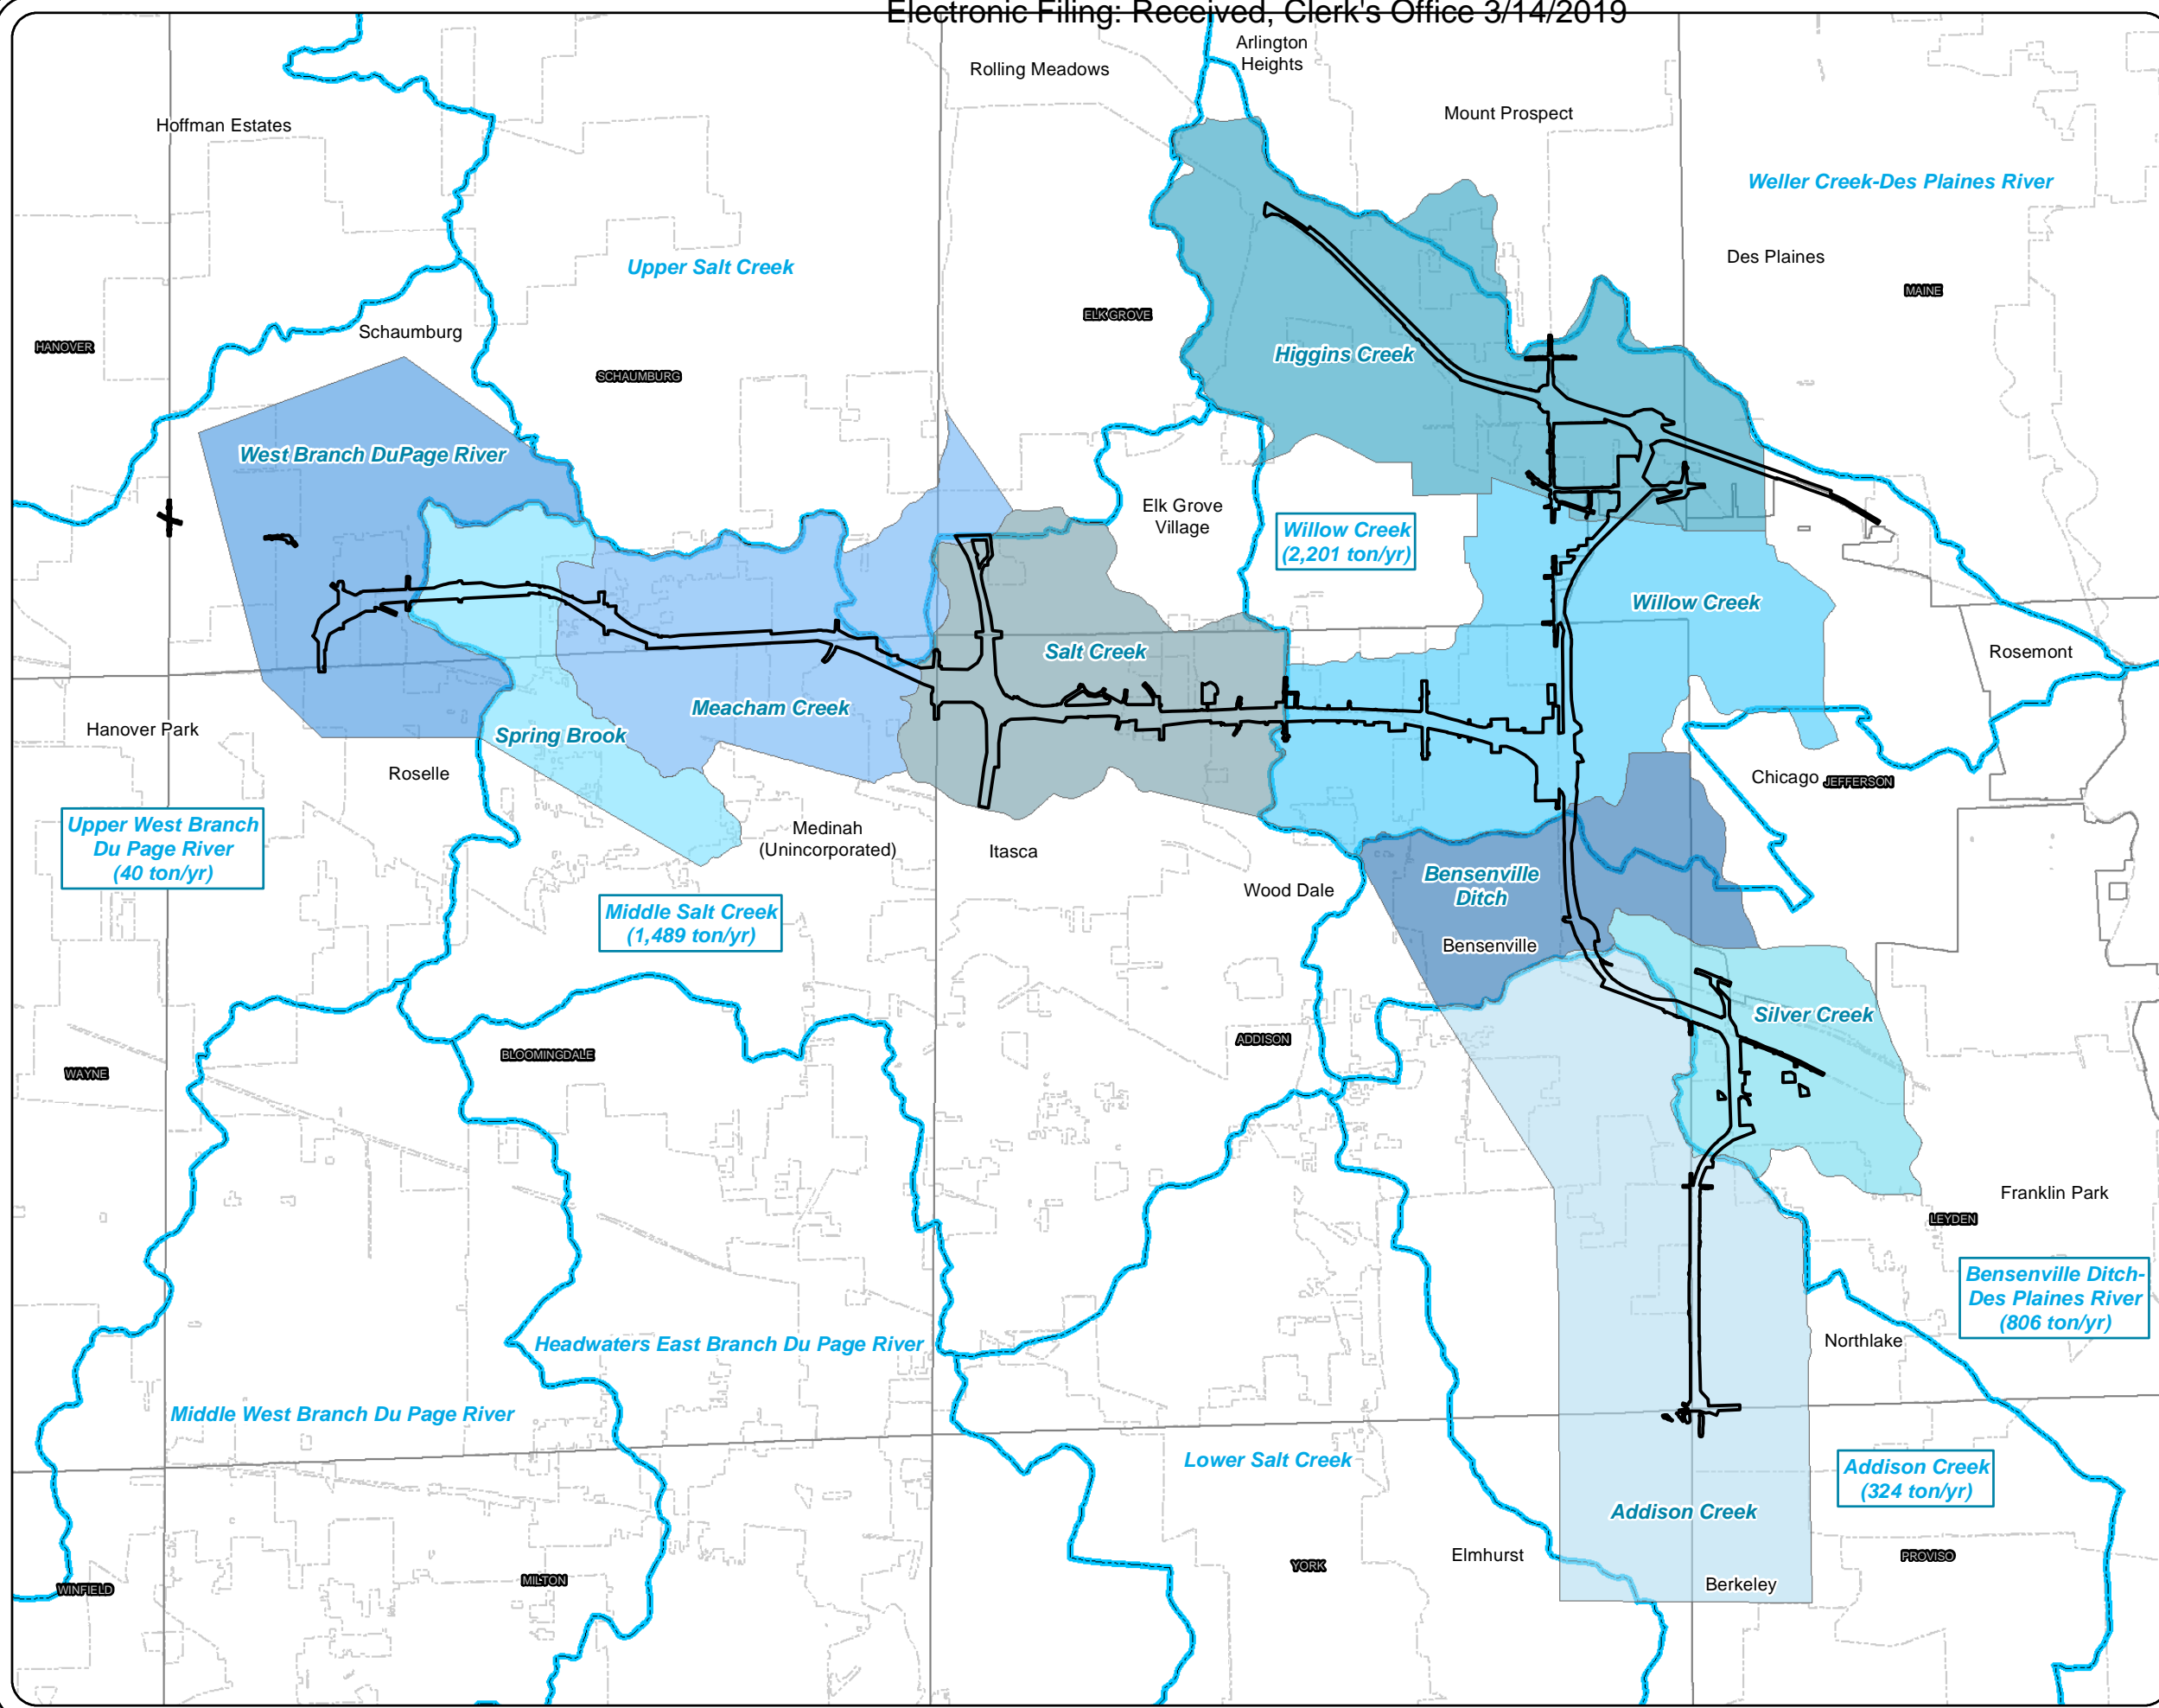 Electronic Filing: Received, Clerk's Office 3/14/2019
Arlington
Heights
Rolling Meadows
Mount Prospect
Hoffman Estates
Weller Creek-Des Plaines River
Des Plaines
Upper Salt Creek
MAINE
ELK GROVE
Schaumburg
HANOVER
Higgins Creek
SCHAUMBURG
West Branch DuPage River
Elk Grove
Village
Willow Creek
(2,201 ton/yr)
Willow Creek
Salt Creek
Rosemont
Meacham Creek
Hanover Park
Spring Brook
Roselle
Chicago
JEFFERSON
Upper West Branch
Du Page River
(40 ton/yr)
Medinah
(Unincorporated)
Itasca
Bensenville
Ditch
Wood Dale
Middle Salt Creek
(1,489 ton/yr)
Bensenville
Silver Creek
ADDISON
BLOOMINGDALE
WAYNE
Franklin Park
LEYDEN
Bensenville Ditch-
Des Plaines River
(806 ton/yr)
Northlake
Headwaters East Branch Du Page River
Middle West Branch Du Page River
Lower Salt Creek
Addison Creek
(324 ton/yr)
Addison Creek
Elmhurst
YORK
PROVISO
MILTON
Berkeley
WINFIELD